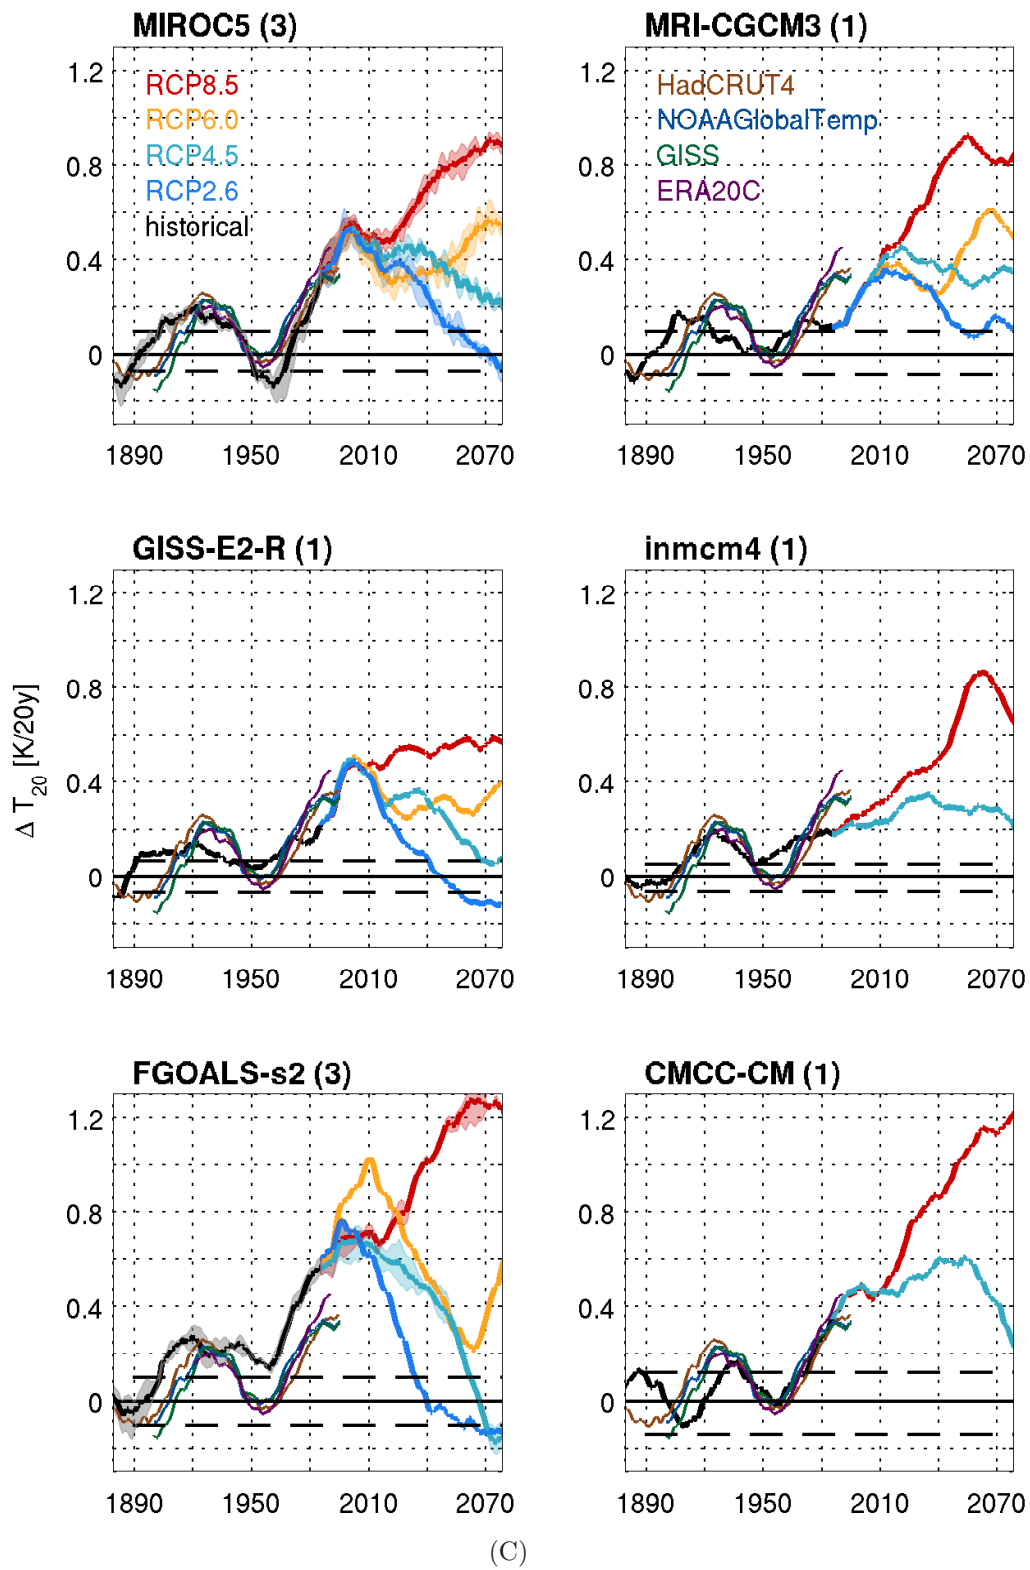 MIROC5 (3)
MRI-CGCM3 (1)
1.2
0.8
0.4
0
RCP8.5
RCP6.0
RCP4.5
RCP2.6
historical
1890
1950
2010
2070
1.2
0.8
0.4
0
HadCRUT4
NOAAGlobalTemp
GISS
ERA20C
1890
1950
2010
2070
GISS-E2-R (1)
inmcm4 (1)
Δ T20 [K/20y]
1.2
0.8
0.4
0
1890
1950
2010
2070
1.2
0.8
0.4
0
1890
1950
2010
2070
FGOALS-s2 (3)
CMCC-CM (1)
1.2
0.8
0.4
0
1890
1950
2010
2070
1.2
0.8
0.4
0
1890
1950
2010
2070
(C)